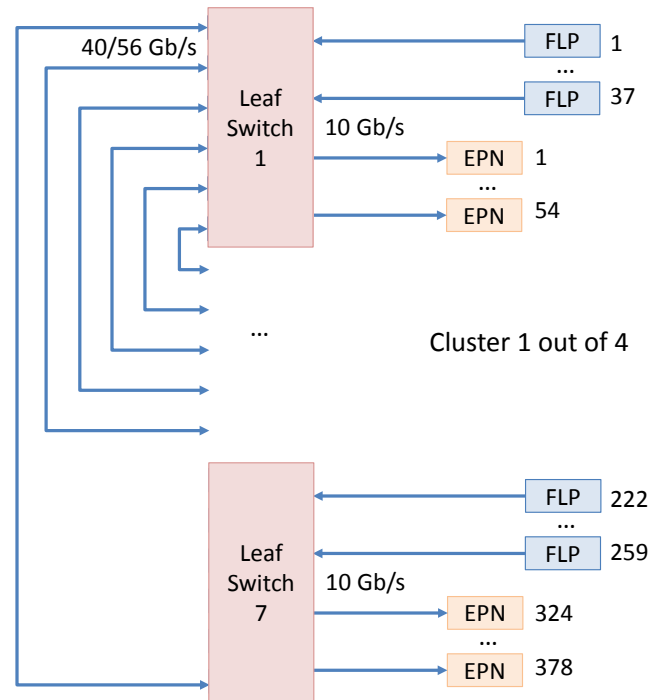 40/56 Gb/s
Leaf
Switch
1
FLP 1
...
FLP 37
10 Gb/s
EPN 1
...
EPN 54
...
Cluster 1 out of 4
Leaf
Switch
7
FLP 222
...
FLP 259
10 Gb/s
EPN 324
...
EPN 378